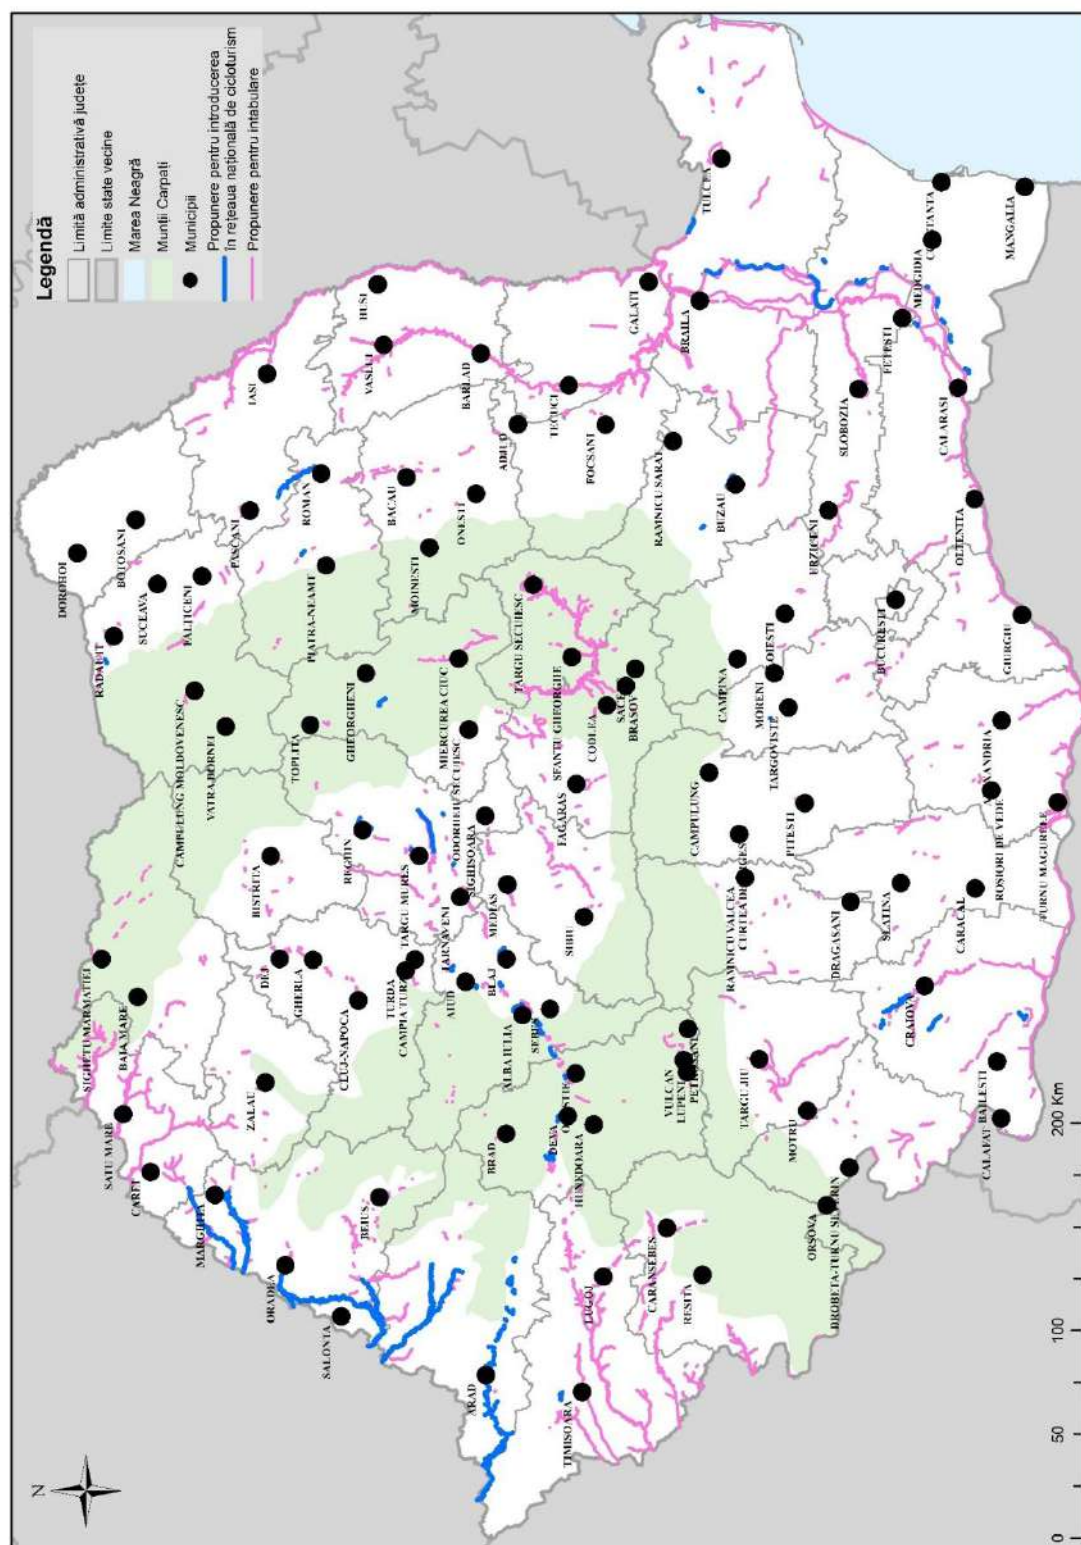 Legendă
Limită administrativă județe
Limite state vecine
Marea Neagră
Munții Carpați
Municipii
Propunere pentru introducerea
în rețeaua națională de cicloturism
Propunere pentru intabulare
N
DOROHOI
BOTOSANI
RADAUTI
SUCEAVA
FALTICENI
SIGHETU MARMATIEI
BAIA MARE
SATU MARE
CAREI
CAMPULUNG MOLDOVENESC
VATRA DORNEI
PASCANI
IASI
MARGHITA
ZALAU
DEJ
BISTRITA
GHERLA
ROMAN
PIATRA-NEAMT
TOPLITA
ORADEA
SALONTA
CLUJ-NAPOCA
REGHIN
GHEORGHENI
BACAU
VASLUI
HUSI
BEIUS
TURDA
CAMPIA TURZII
TARGU MURES
MOINESTI
ONESTI
BARLAD
MIERCUREA CIUC
ODORHEIU SECUIESC
TARNAVENI
SIGHISOARA
AIUD
BLAJ
MEDIAS
ADJUD
ARAD
BRAD
ALBA IULIA
SEBES
TARGU SECUIESC
TECUCI
TIMISOARA
LUGOJ
DEVA
HUNEDOARA
SIBIU
FAGARAS
SFANTU GHEORGHE
CODLEA
BRASOV
FOCSANI
GALATI
BRAILA
TULCEA
CARANSEBES
RESITA
VULCAN
LUPENI
RAMNICU SARAT
BUZAU
CAMPINA
CAMPULUNG
RAMNICU VALCEA
TARGU JIU
MORENI
TARGOVISTE
PITESTI
MOTRU
ORSOVA
DROBETA-TURNU SEVERIN
DRAGASANI
SLATINA
URZICENI
SLOBOZIA
FETESTI
MEDGIDIA
CONSTANTA
MANGALIA
CALARASI
OLTENITA
BUCURESTI
GIURGIU
ROSIORI DE VEDE
TURNU MAGURELE
CARACAL
CRAIOVA
BAILESTI
CALAFAT
0 50 100 200 Km